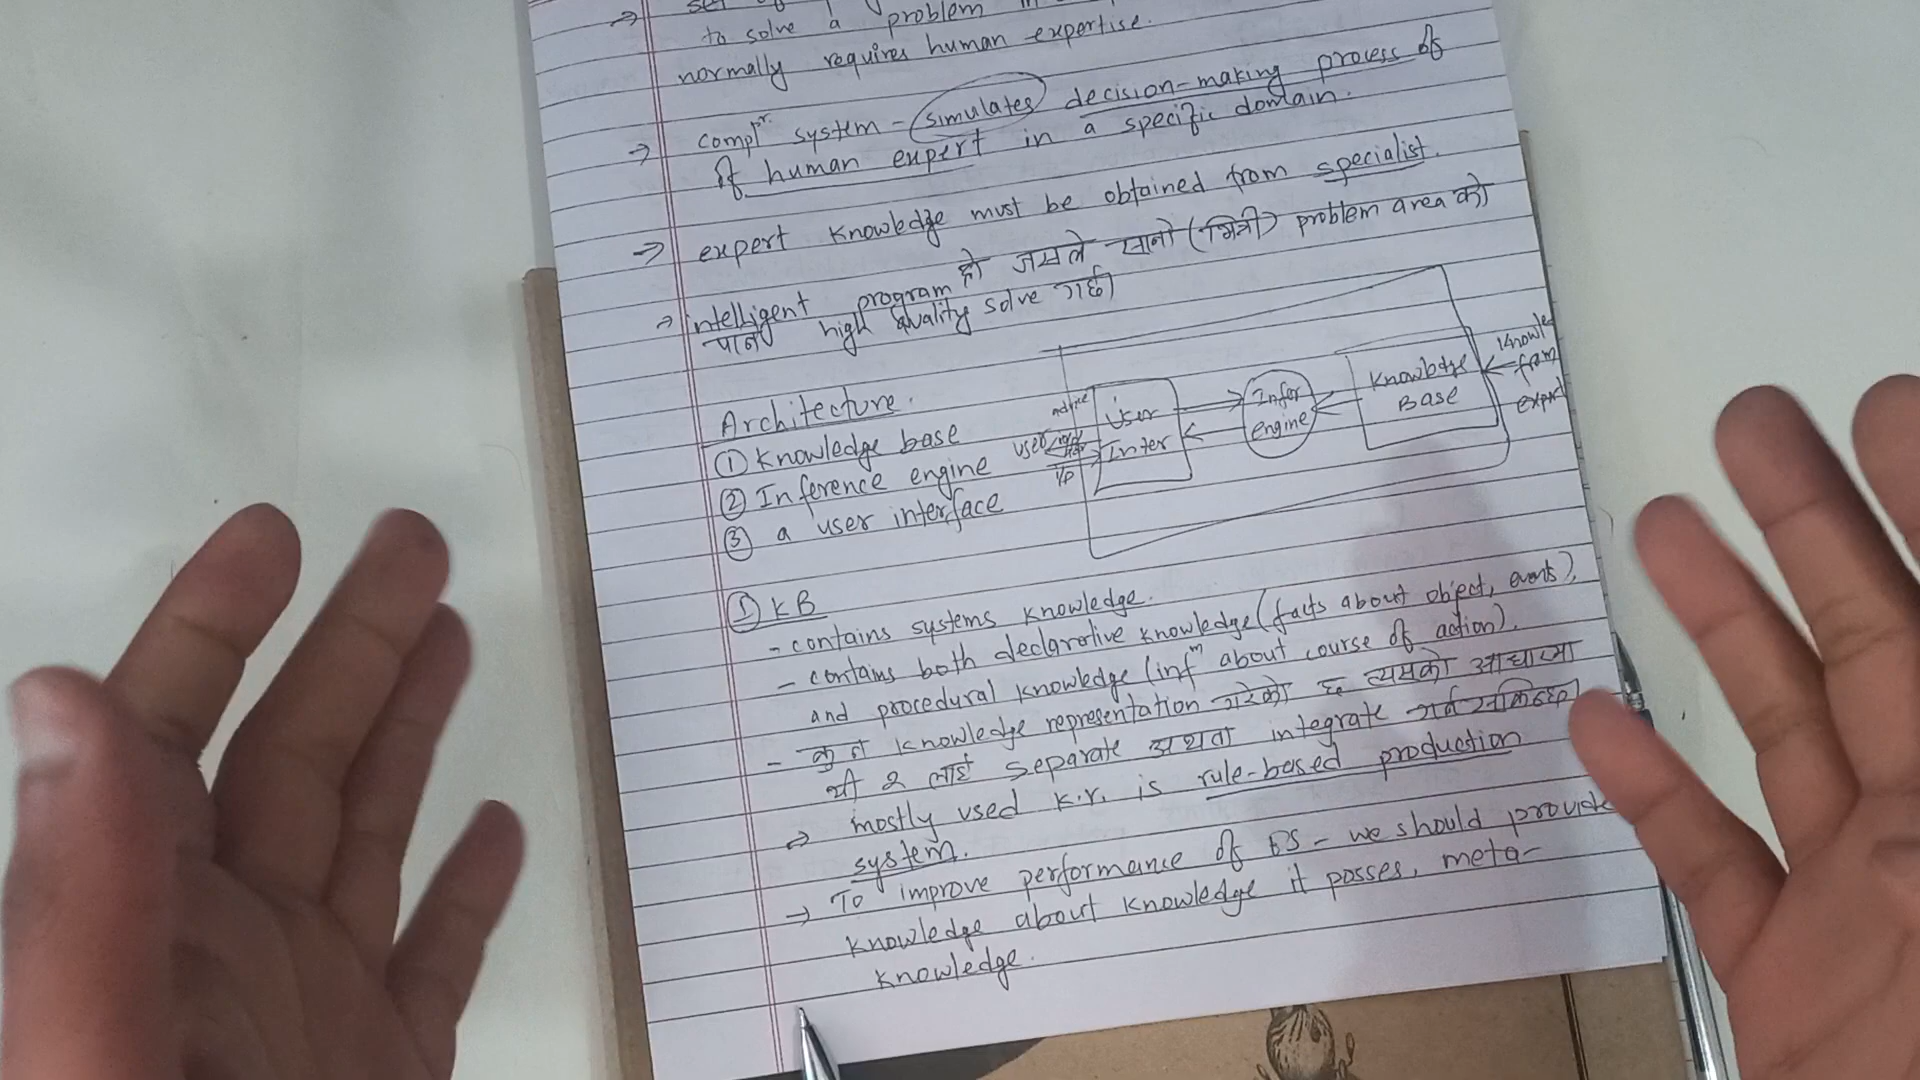 to solve a problem in
normally requires human expertise.
→ compr. system - simulates decision-making process of
of human expert in a specific domain.
→ expert knowledge must be obtained from specialist.
→ intelligent program हो जसले सानो (भित्री) problem area को
high quality solve गर्छ।
Architecture.
① Knowledge base
② Inference engine
③ a user interface
advice
user
I/P
User
Inter
Infer
engine
Knowledge
Base
Knowle
from
expert
① KB
- contains systems knowledge.
- contains both declarative knowledge (facts about object, events),
and procedural knowledge (infⁿ about course of action).
- कुन knowledge representation गरेको छ त्यसको आधारमा
यी 2 लाई separate अथवा integrate गर्न सकिन्छ।
→ mostly used K.r. is rule-based production
system.
→ To improve performance of ES - we should provide
knowledge about knowledge it posses, meta-
knowledge.